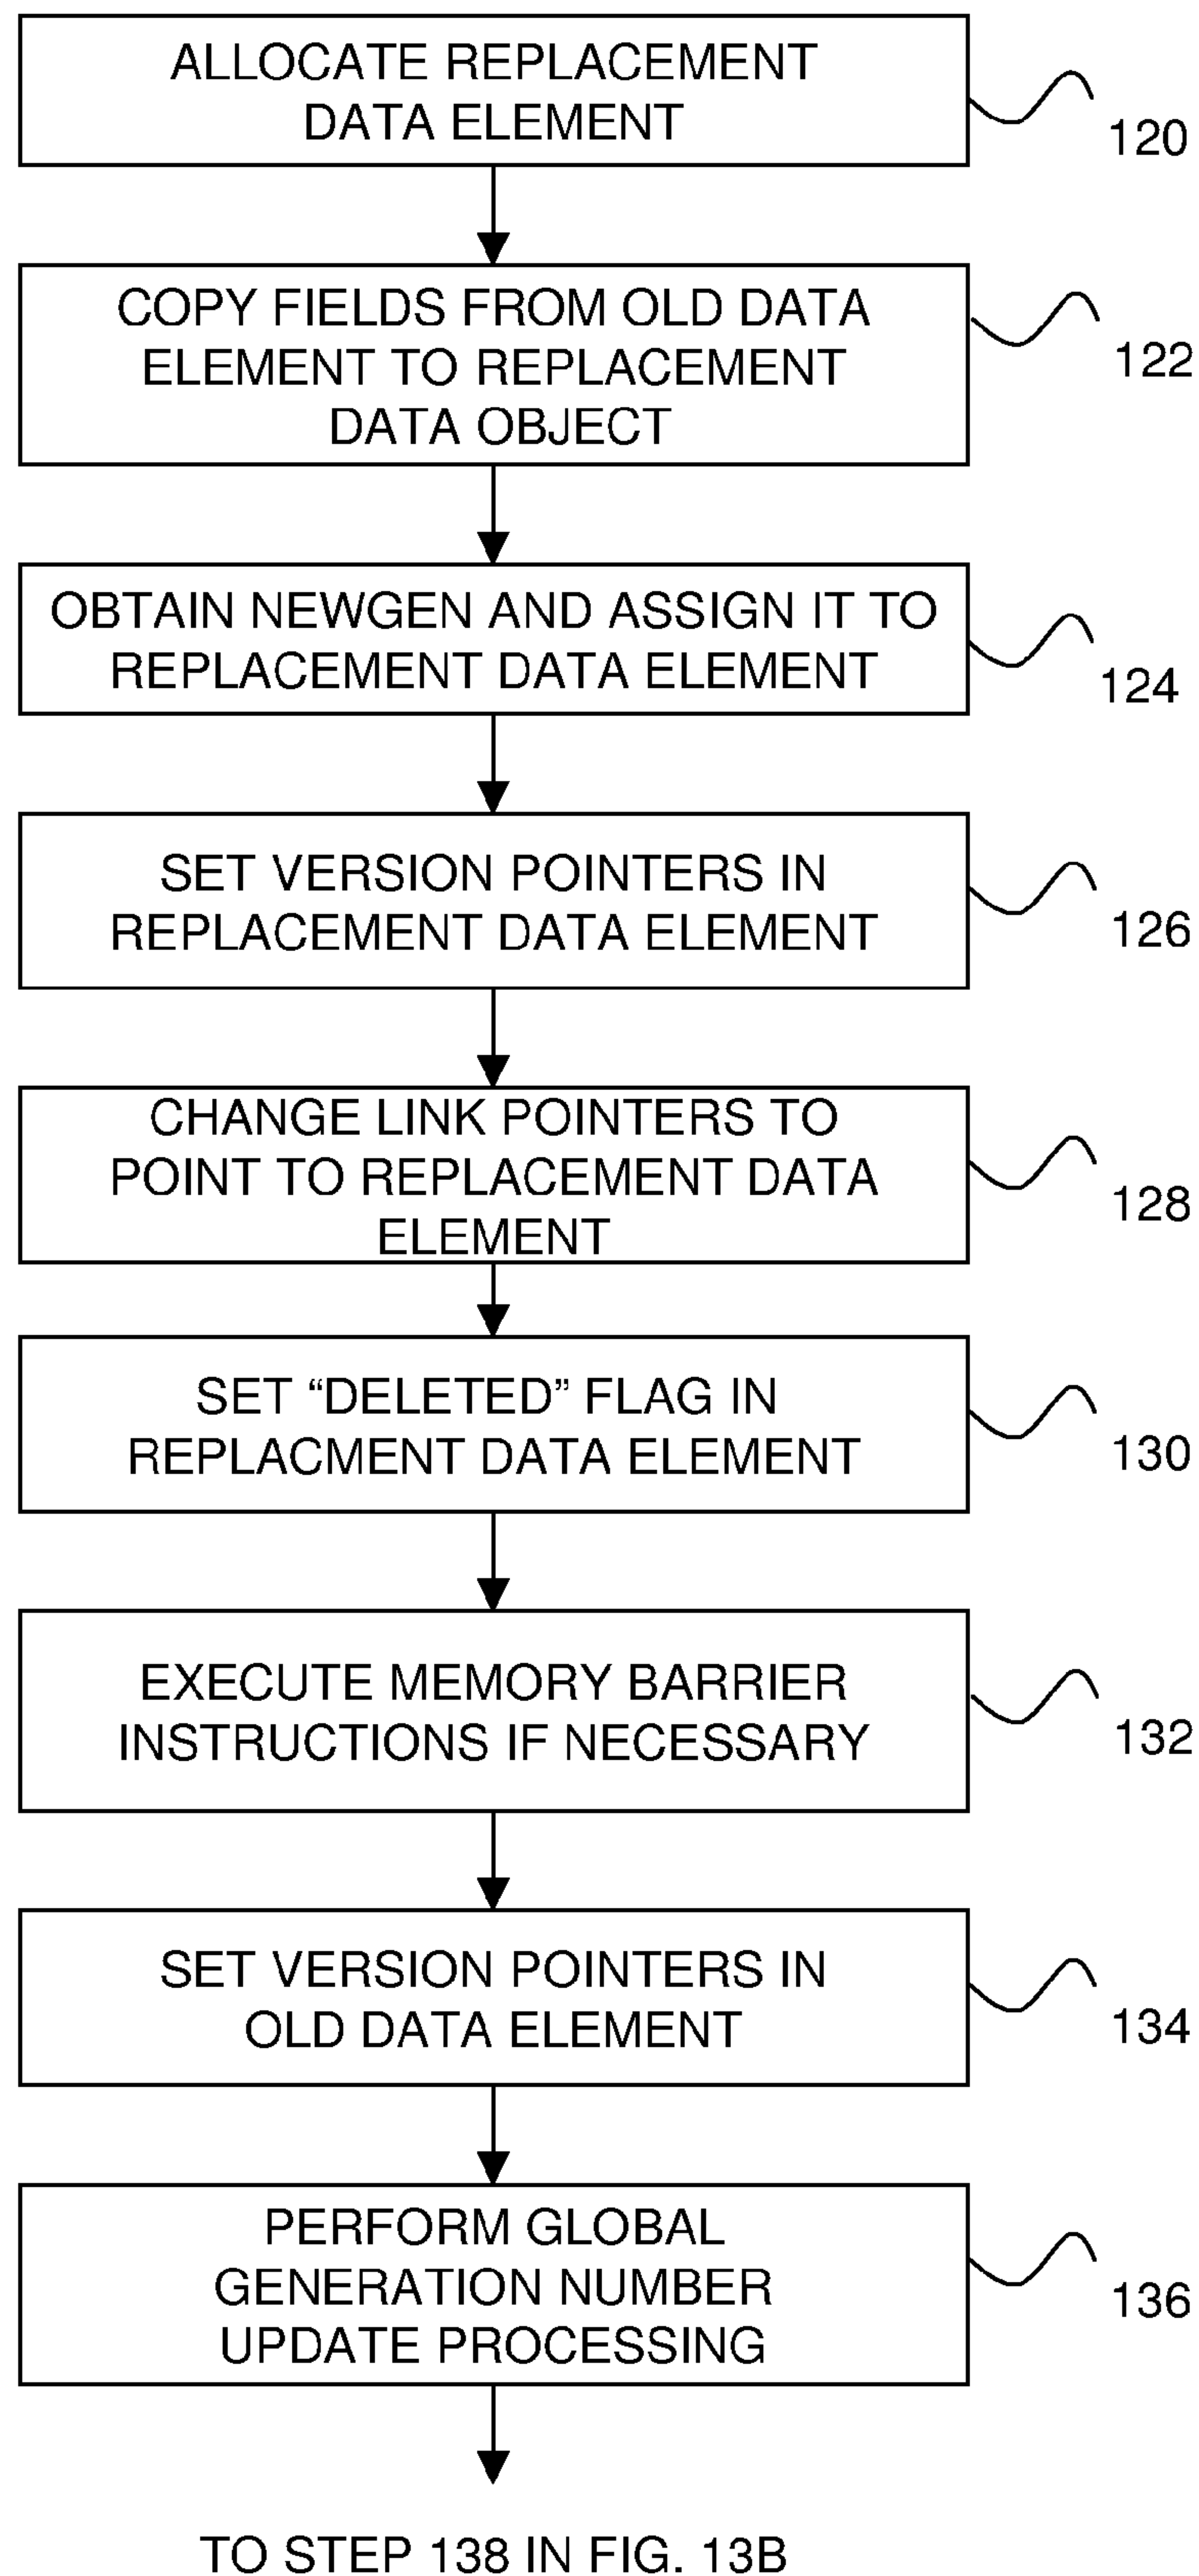 ALLOCATE REPLACEMENT
DATA ELEMENT
120
COPY FIELDS FROM OLD DATA
ELEMENT TO REPLACEMENT
DATA OBJECT
122
OBTAIN NEWGEN AND ASSIGN IT TO
REPLACEMENT DATA ELEMENT
124
SET VERSION POINTERS IN
REPLACEMENT DATA ELEMENT
126
CHANGE LINK POINTERS TO
POINT TO REPLACEMENT DATA
ELEMENT
128
SET “DELETED” FLAG IN
REPLACMENT DATA ELEMENT
130
EXECUTE MEMORY BARRIER
INSTRUCTIONS IF NECESSARY
132
SET VERSION POINTERS IN
OLD DATA ELEMENT
134
PERFORM GLOBAL
GENERATION NUMBER
UPDATE PROCESSING
136
TO STEP 138 IN FIG. 13B